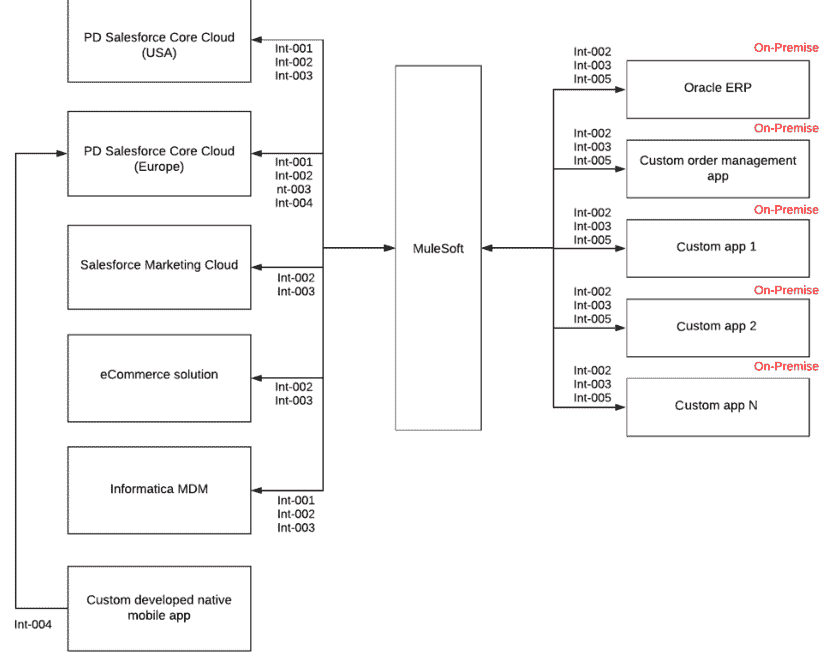 PD Salesforce Core Cloud
(USA)
Int-001
Int-002
Int-003
PD Salesforce Core Cloud
(Europe)
Int-001
Int-002
nt-003
Int-004
Salesforce Marketing Cloud
Int-002
Int-003
eCommerce solution
Int-002
Int-003
Informatica MDM
Int-001
Int-002
Int-003
Custom developed native
mobile app
Int-004
MuleSoft
On-Premise
Int-002
Int-003
Int-005
Oracle ERP
On-Premise
Int-002
Int-003
Int-005
Custom order management
app
On-Premise
Int-002
Int-003
Int-005
Custom app 1
On-Premise
Int-002
Int-003
Int-005
Custom app 2
On-Premise
Int-002
Int-003
Int-005
Custom app N